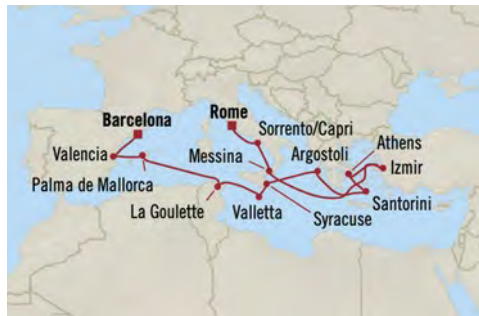 Barcelona
Rome
Sorrento/Capri
Athens
Valencia
Messina
Argostoli
Izmir
Palma de Mallorca
La Goulette
Valletta
Syracuse
Santorini